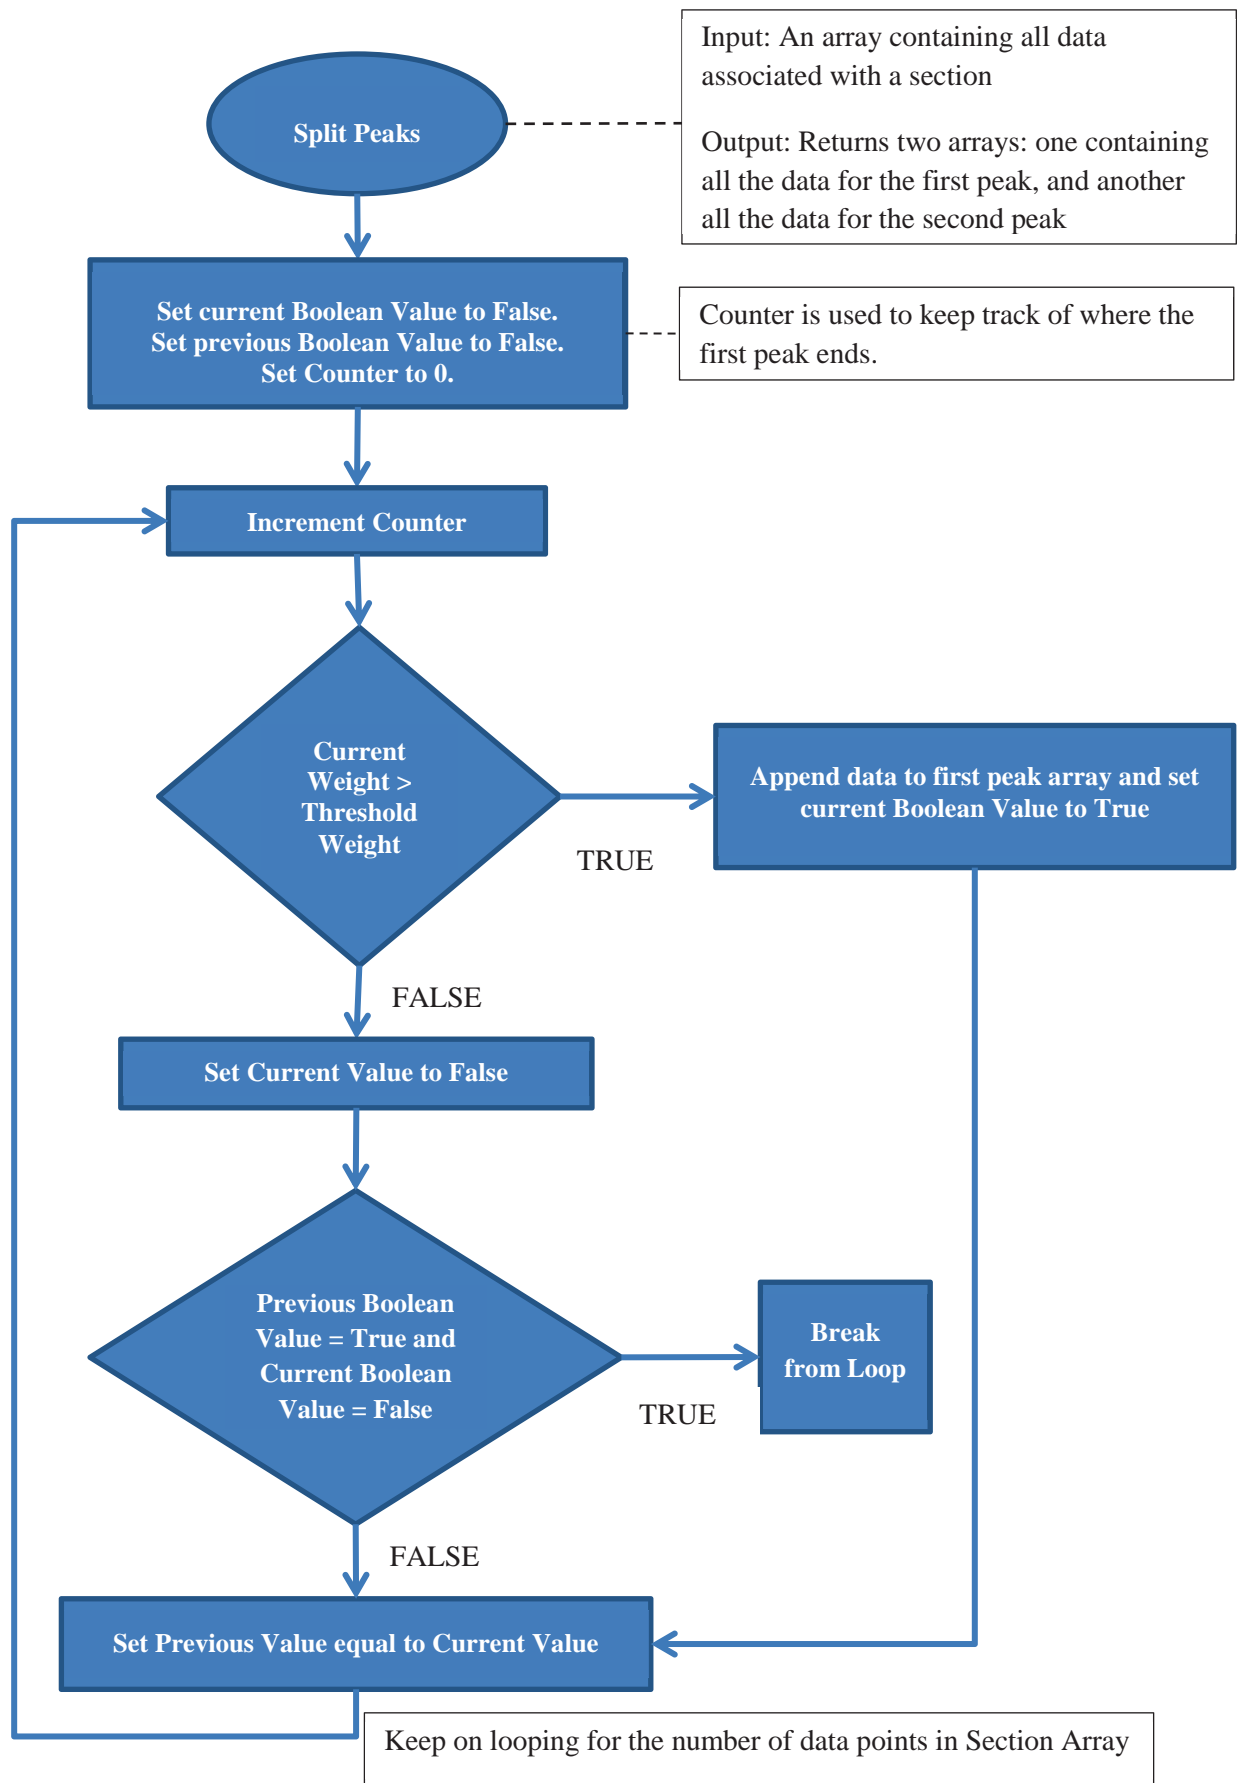 Input: An array containing all data
associated with a section
Output: Returns two arrays: one containing
all the data for the first peak, and another
all the data for the second peak
Split Peaks
Set current Boolean Value to False.
Set previous Boolean Value to False.
Set Counter to 0.
Counter is used to keep track of where the
first peak ends.
Increment Counter
Current
Weight >
Threshold
Weight
TRUE
Append data to first peak array and set
current Boolean Value to True
FALSE
Set Current Value to False
Previous Boolean
Value = True and
Current Boolean
Value = False
TRUE
Break
from Loop
FALSE
Set Previous Value equal to Current Value
Keep on looping for the number of data points in Section Array